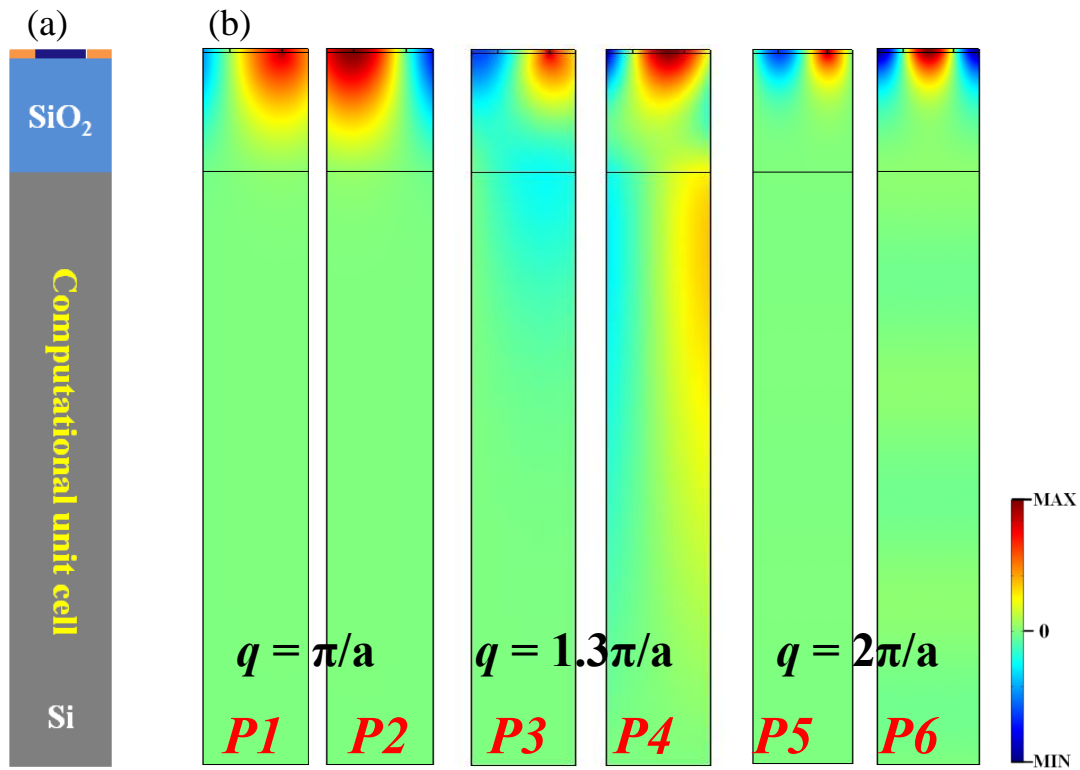 (a)
(b)
SiO₂
Computational unit cell
Si
q = π/a
q = 1.3π/a
q = 2π/a
P1
P2
P3
P4
P5
P6
MAX
0
MIN